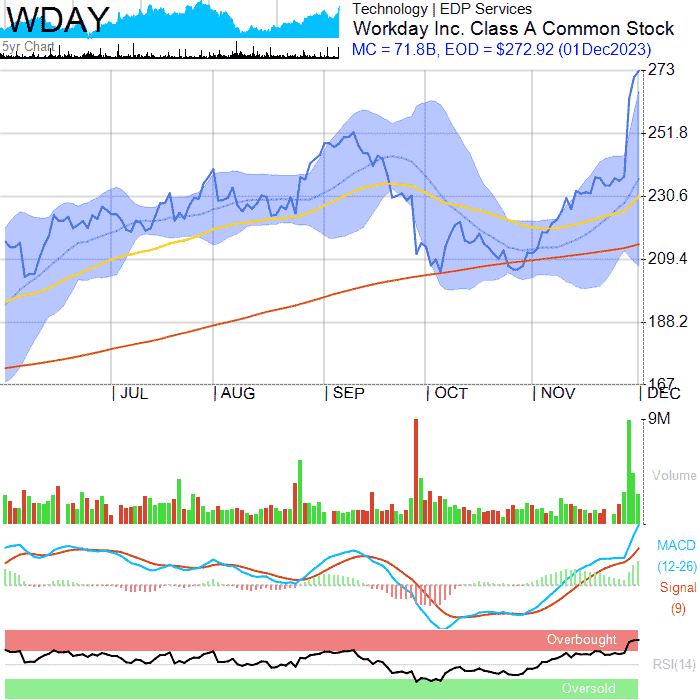 WDAY
5yr Chart
Technology | EDP Services
Workday Inc. Class A Common Stock
MC = 71.8B, EOD = $272.92 (01Dec2023)
273
251.8
230.6
209.4
188.2
167
JUL
AUG
SEP
OCT
NOV
DEC
9M
Volume
MACD
(12-26)
Signal
(9)
Overbought
RSI(14)
Oversold